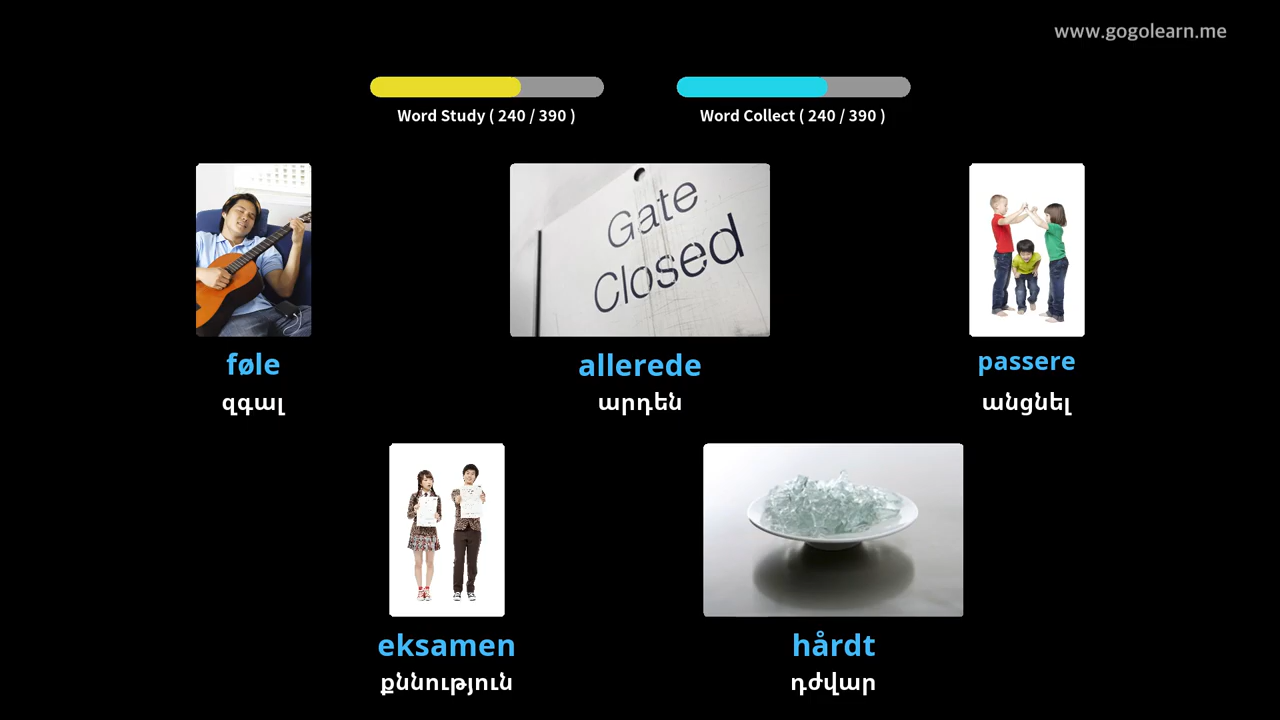 www.gogolearn.me
Word Study ( 240 / 390 )
Word Collect ( 240 / 390 )
Gate
Closed
føle
allerede
passere
զգալ
արդեն
անցնել
eksamen
hårdt
քննություն
դժվար